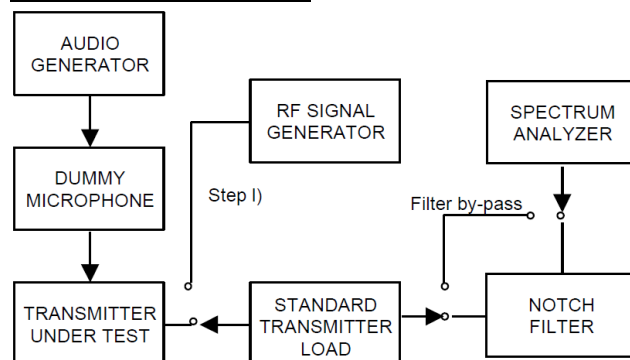 AUDIO
GENERATOR
RF SIGNAL
GENERATOR
SPECTRUM
ANALYZER
DUMMY
MICROPHONE
Step l)
Filter by-pass
TRANSMITTER
UNDER TEST
STANDARD
TRANSMITTER
LOAD
NOTCH
FILTER